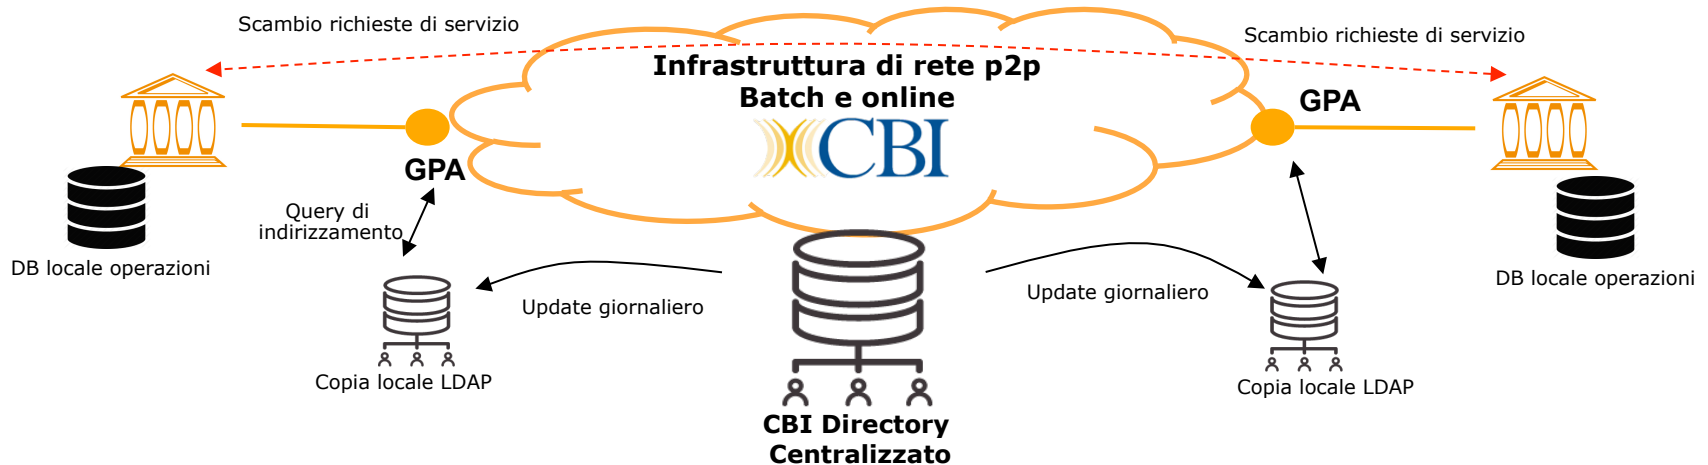 Scambio richieste di servizio
Scambio richieste di servizio
Infrastruttura di rete p2p
Batch e online
CBI
GPA
GPA
Query di
indirizzamento
DB locale operazioni
DB locale operazioni
Update giornaliero
Update giornaliero
Copia locale LDAP
Copia locale LDAP
CBI Directory
Centralizzato